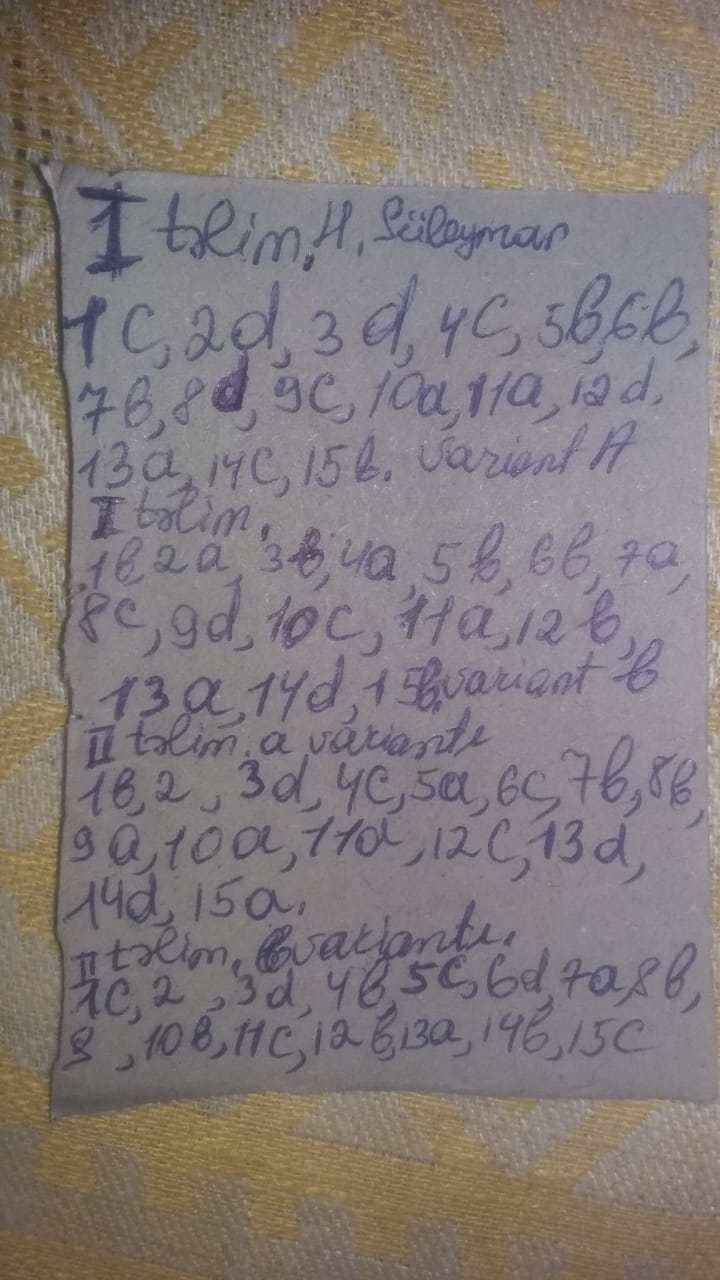 I təlim, H, Süleyman
1c, 2d, 3d, 4c, 5b, 6b,
7b, 8d, 9c, 10a, 11a, 12d.
13a, 14c, 15b. Variant A
I təlim,
1b 2a, 3b, 4a, 5b, 6b, 7a,
8c, 9d, 10c, 11a, 12b,
13a, 14d, 15b, variant b
II təlim. a variantı
1b, 2 , 3d, 4c, 5a, 6c, 7b, 8b,
9a, 10a, 11d, 12c, 13d,
14d, 15a.
II təlim. b variantı.
1c, 2 , 3d, 4b, 5c, 6d, 7a, 8b,
9 , 10b, 11c, 12b, 13a, 14b, 15c